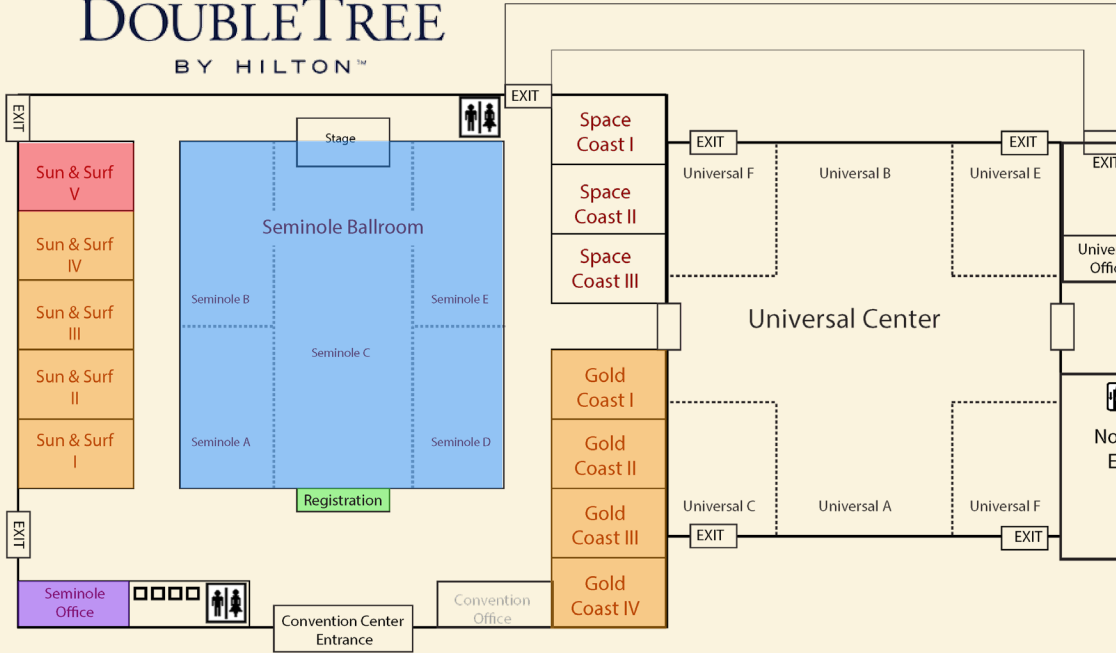 DOUBLETREE
BY HILTON™
EXIT
EXIT
Stage
Space
Coast I
EXIT
EXIT
EXIT
Sun & Surf
V
Universal F
Universal B
Universal E
Space
Coast II
Seminole Ballroom
Sun & Surf
IV
Space
Coast III
Unive
Offi
Seminole B
Seminole E
Sun & Surf
III
Universal Center
Seminole C
Sun & Surf
II
Gold
Coast I
Sun & Surf
I
Seminole A
Seminole D
Gold
Coast II
No
E
Registration
Gold
Coast III
Universal C
Universal A
Universal F
EXIT
EXIT
EXIT
Seminole
Office
Convention
Office
Gold
Coast IV
Convention Center
Entrance